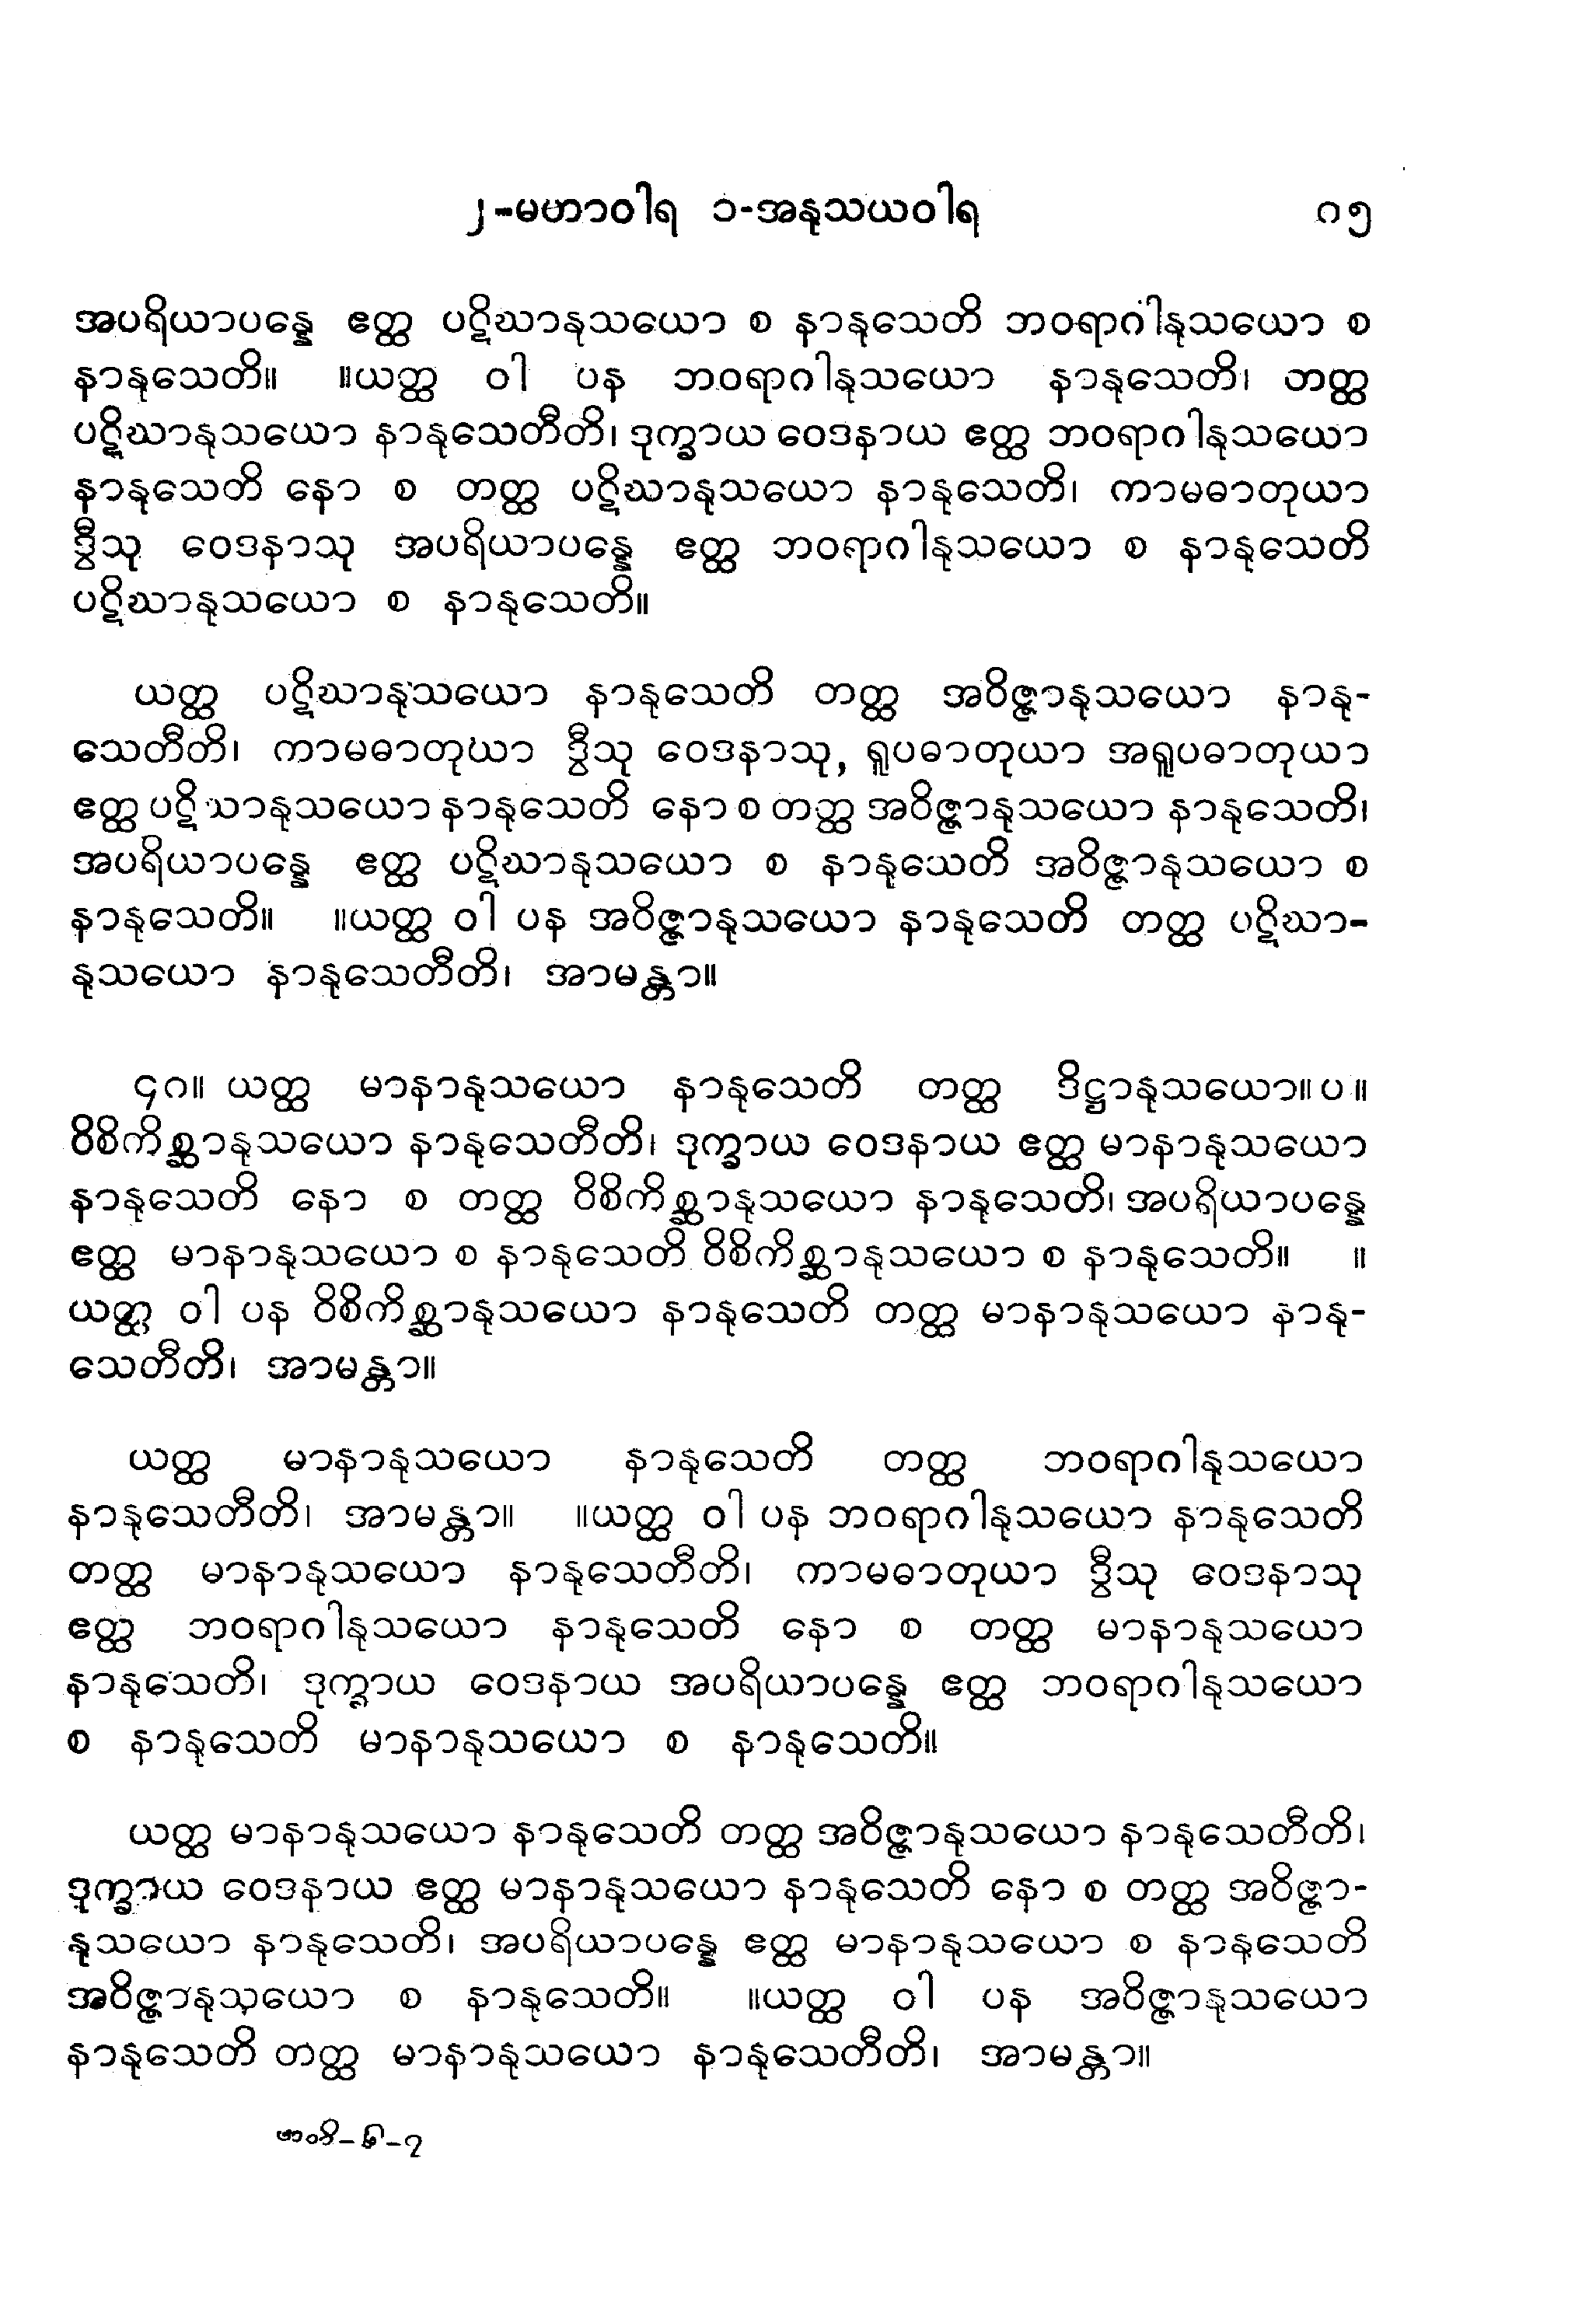 ၂-မဟာဝါရ ၁-အနုသယဝါရ ၈၅
အပရိယာပန္နေ ဧတ္ထ ပဋိဃာနုသယော စ နာနုသေတိ ဘဝရာဂါနုသယော စ
နာနုသေတိ။ ။ယတ္ထ ဝါ ပန ဘဝရာဂါနုသယော နာနုသေတိ၊ တတ္ထ
ပဋိဃာနုသယော နာနုသေတီတိ၊ ဒုက္ခာယ ဝေဒနာယ ဧတ္ထ ဘဝရာဂါနုသယော
နာနုသေတိ နော စ တတ္ထ ပဋိဃာနုသယော နာနုသေတိ၊ ကာမဓာတုယာ
ဒွီသု ဝေဒနာသု အပရိယာပန္နေ ဧတ္ထ ဘဝရာဂါနုသယော စ နာနုသေတိ
ပဋိဃာနုသယော စ နာနုသေတိ။
ယတ္ထ ပဋိဃာနုသယော နာနုသေတိ တတ္ထ အဝိဇ္ဇာနုသယော နာနု-
သေတီတိ၊ ကာမဓာတုယာ ဒွီသု ဝေဒနာသု, ရူပဓာတုယာ အရူပဓာတုယာ
ဧတ္ထ ပဋိဃာနုသယော နာနုသေတိ နော စ တတ္ထ အဝိဇ္ဇာနုသယော နာနုသေတိ၊
အပရိယာပန္နေ ဧတ္ထ ပဋိဃာနုသယော စ နာနုသေတိ အဝိဇ္ဇာနုသယော စ
နာနုသေတိ။ ။ယတ္ထ ဝါ ပန အဝိဇ္ဇာနုသယော နာနုသေတိ တတ္ထ ပဋိဃာ-
နုသယော နာနုသေတီတိ၊ အာမန္တာ။
၄၈။ ယတ္ထ မာနာနုသယော နာနုသေတိ တတ္ထ ဒိဋ္ဌာနုသယော။ ပ ။
ဝိစိကိစ္ဆာနုသယော နာနုသေတီတိ၊ ဒုက္ခာယ ဝေဒနာယ ဧတ္ထ မာနာနုသယော
နာနုသေတိ နော စ တတ္ထ ဝိစိကိစ္ဆာနုသယော နာနုသေတိ၊ အပရိယာပန္နေ
ဧတ္ထ မာနာနုသယော စ နာနုသေတိ ဝိစိကိစ္ဆာနုသယော စ နာနုသေတိ။ ။
ယတ္ထ ဝါ ပန ဝိစိကိစ္ဆာနုသယော နာနုသေတိ တတ္ထ မာနာနုသယော နာနု-
သေတီတိ၊ အာမန္တာ။
ယတ္ထ မာနာနုသယော နာနုသေတိ တတ္ထ ဘဝရာဂါနုသယော
နာနုသေတီတိ၊ အာမန္တာ။ ။ယတ္ထ ဝါ ပန ဘဝရာဂါနုသယော နာနုသေတိ
တတ္ထ မာနာနုသယော နာနုသေတီတိ၊ ကာမဓာတုယာ ဒွီသု ဝေဒနာသု
ဧတ္ထ ဘဝရာဂါနုသယော နာနုသေတိ နော စ တတ္ထ မာနာနုသယော
နာနုသေတိ၊ ဒုက္ခာယ ဝေဒနာယ အပရိယာပန္နေ ဧတ္ထ ဘဝရာဂါနုသယော
စ နာနုသေတိ မာနာနုသယော စ နာနုသေတိ။
ယတ္ထ မာနာနုသယော နာနုသေတိ တတ္ထ အဝိဇ္ဇာနုသယော နာနုသေတီတိ၊
ဒုက္ခာယ ဝေဒနာယ ဧတ္ထ မာနာနုသယော နာနုသေတိ နော စ တတ္ထ အဝိဇ္ဇာ-
နုသယော နာနုသေတိ၊ အပရိယာပန္နေ ဧတ္ထ မာနာနုသယော စ နာနုသေတိ
အဝိဇ္ဇာနုသယော စ နာနုသေတိ။ ။ယတ္ထ ဝါ ပန အဝိဇ္ဇာနုသယော
နာနုသေတိ တတ္ထ မာနာနုသယော နာနုသေတီတိ၊ အာမန္တာ။